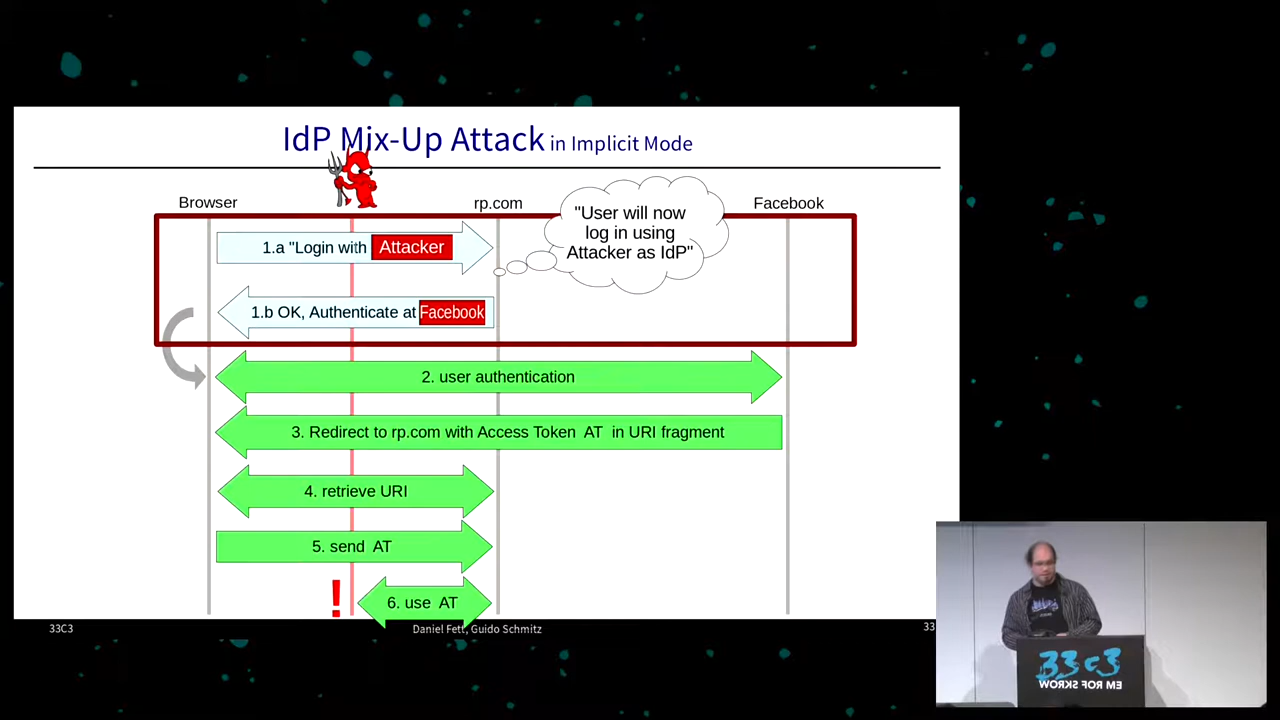 IdP Mix-Up Attack in Implicit Mode
Browser
rp.com
Facebook
"User will now
log in using
Attacker as IdP"
1.a "Login with Attacker
1.b OK, Authenticate at Facebook
2. user authentication
3. Redirect to rp.com with Access Token AT in URI fragment
4. retrieve URI
5. send AT
!
6. use AT
33C3
Daniel Fett, Guido Schmitz
33
33c3
WORKS FOR ME